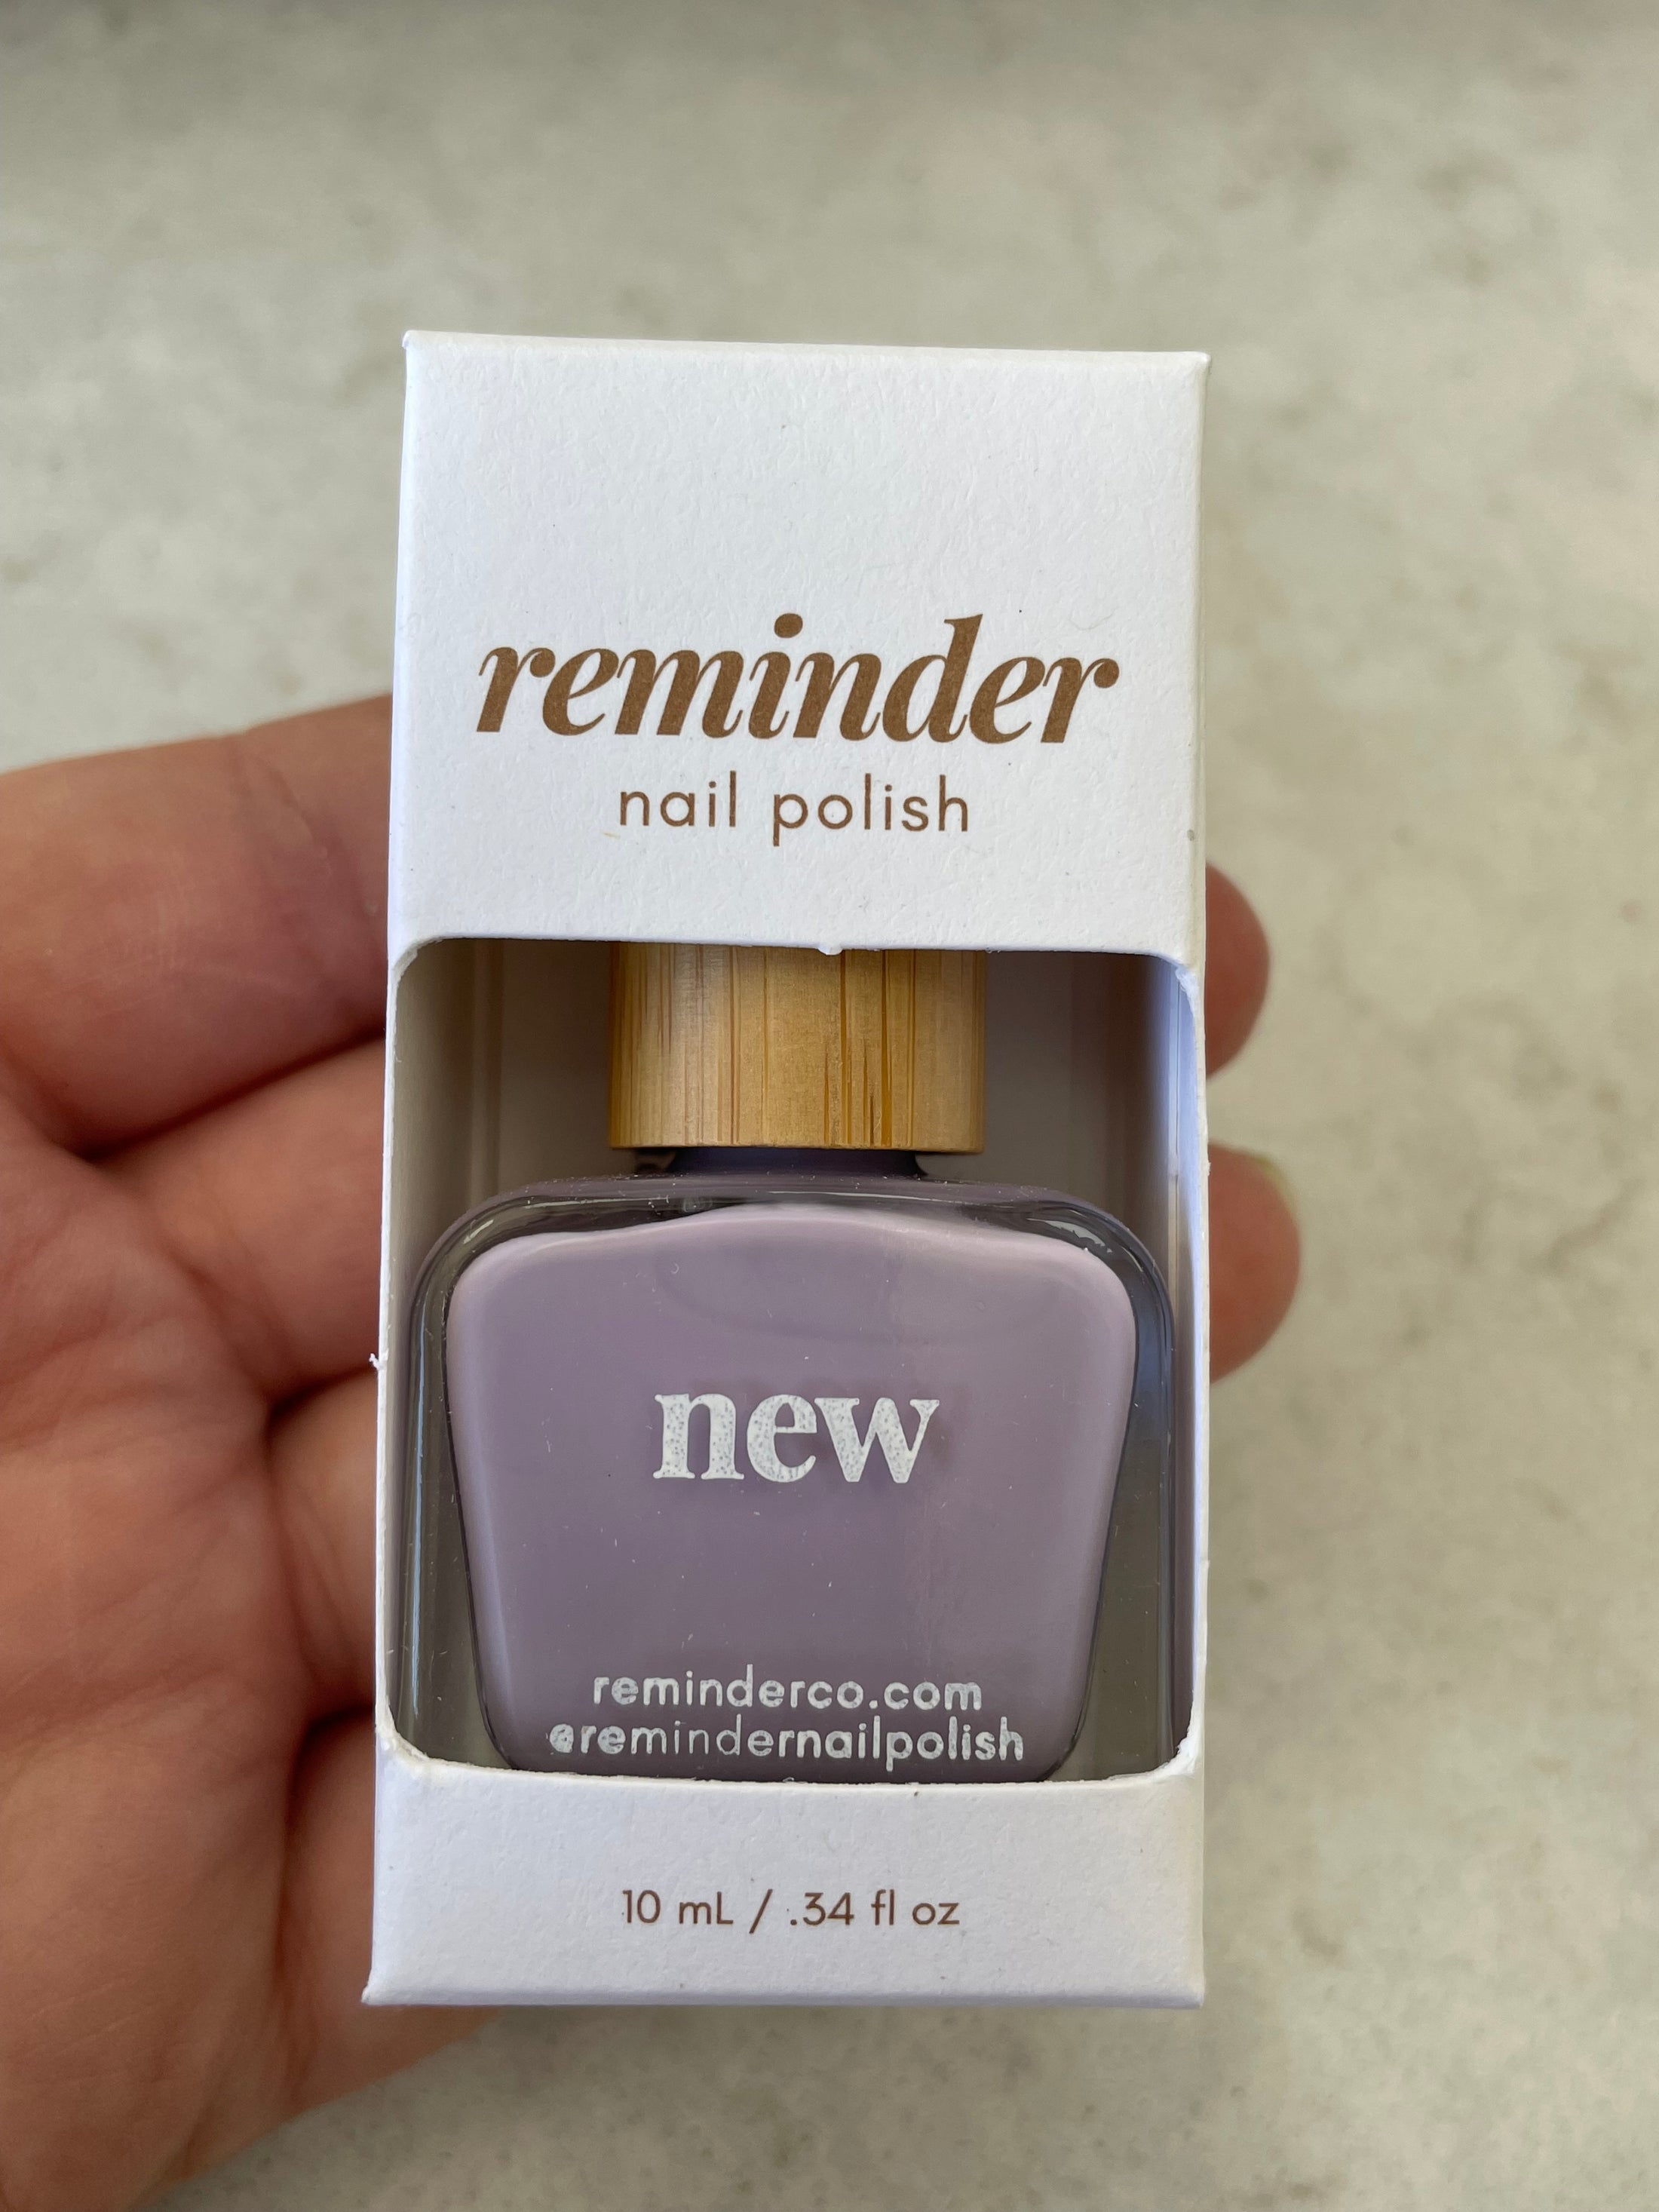 reminder
nail polish
new
reminderco.com
@remindernailpolish
10 mL / .34 fl oz